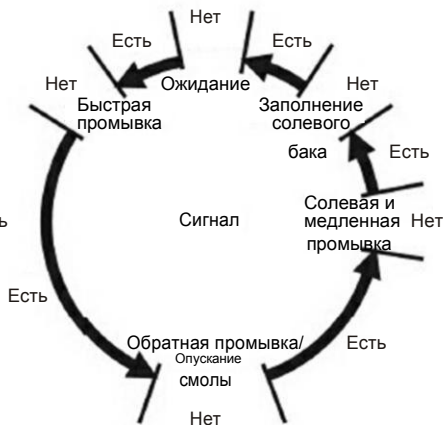 Нет
Есть
Есть
Нет
Ожидание
Нет
Быстрая
промывка
Заполнение
солевого
бака
Есть
Солевая и
медленная
промывка
Нет
Сигнал
Есть
Обратная промывка/
Опускание
смолы
Есть
Нет